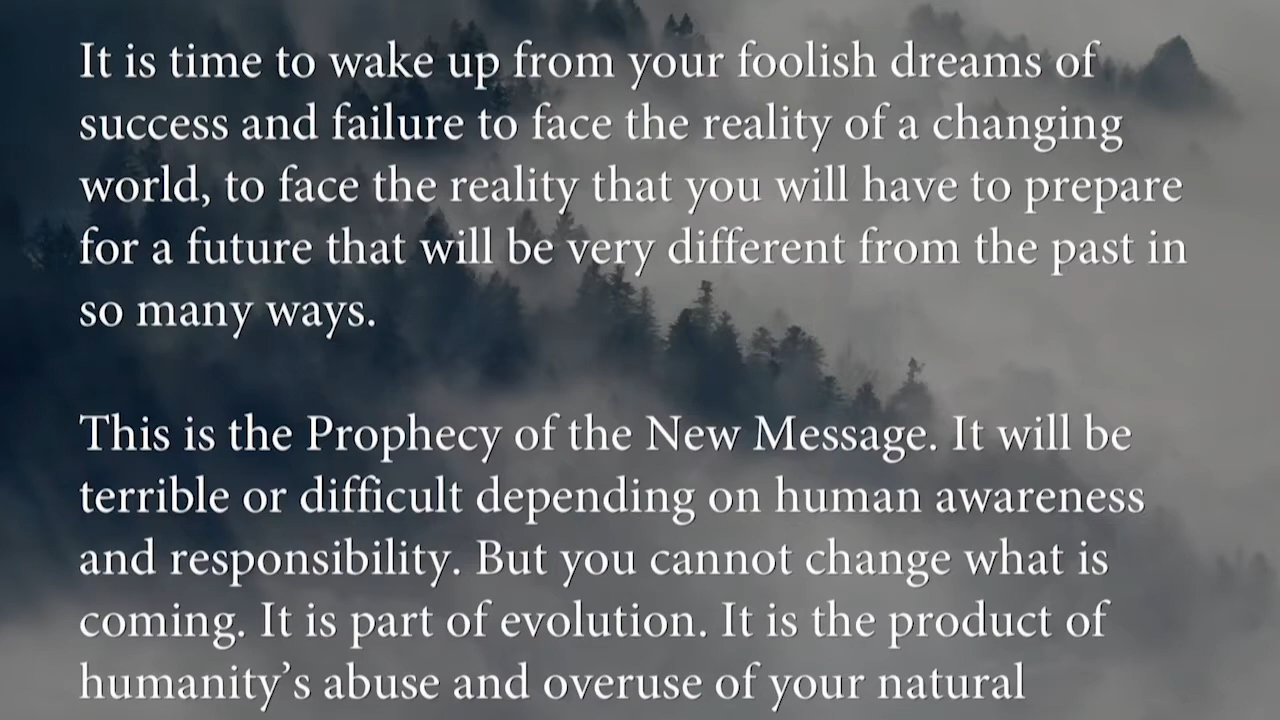 It is time to wake up from your foolish dreams of
success and failure to face the reality of a changing
world, to face the reality that you will have to prepare
for a future that will be very different from the past in
so many ways.
This is the Prophecy of the New Message. It will be
terrible or difficult depending on human awareness
and responsibility. But you cannot change what is
coming. It is part of evolution. It is the product of
humanity’s abuse and overuse of your natural